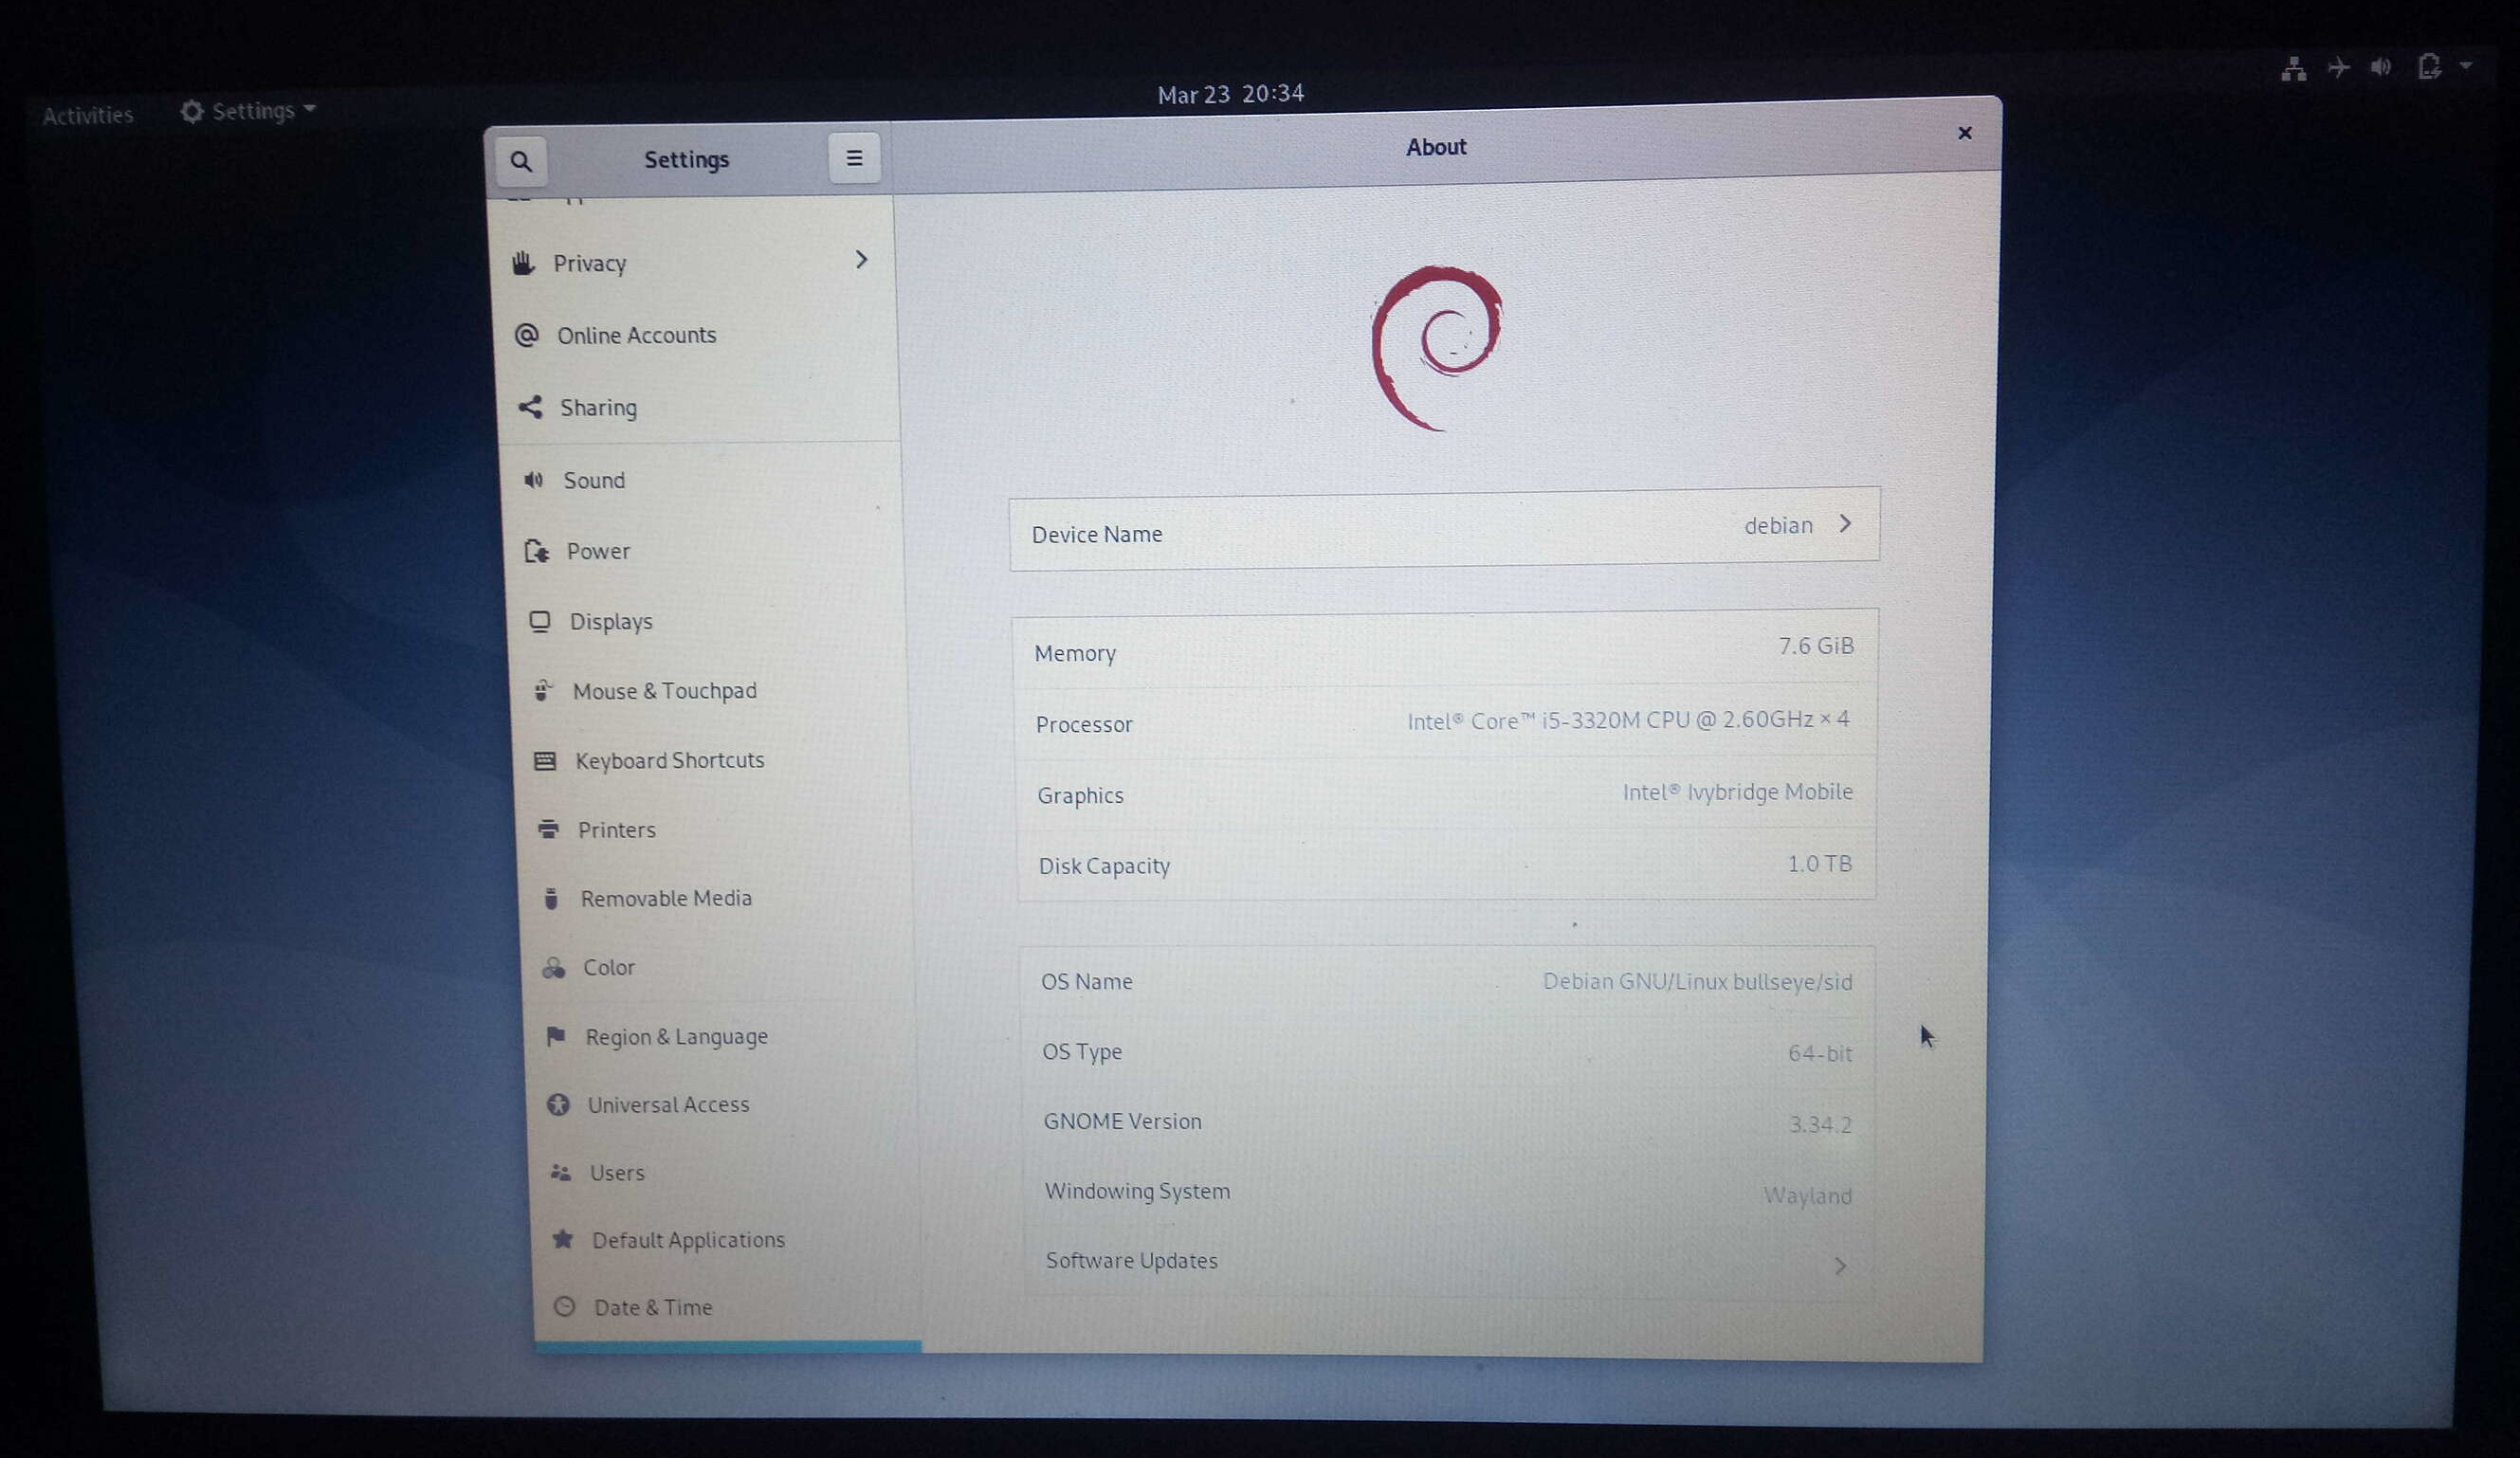 Activities Settings Mar 23 20:34
Settings
About
Privacy
Online Accounts
Sharing
Sound
Power
Displays
Mouse & Touchpad
Keyboard Shortcuts
Printers
Removable Media
Color
Region & Language
Universal Access
Users
Default Applications
Date & Time
Device Name debian
Memory 7.6 GiB
Processor Intel® Core™ i5-3320M CPU @ 2.60GHz × 4
Graphics Intel® Ivybridge Mobile
Disk Capacity 1.0 TB
OS Name Debian GNU/Linux bullseye/sid
OS Type 64-bit
GNOME Version 3.34.2
Windowing System Wayland
Software Updates